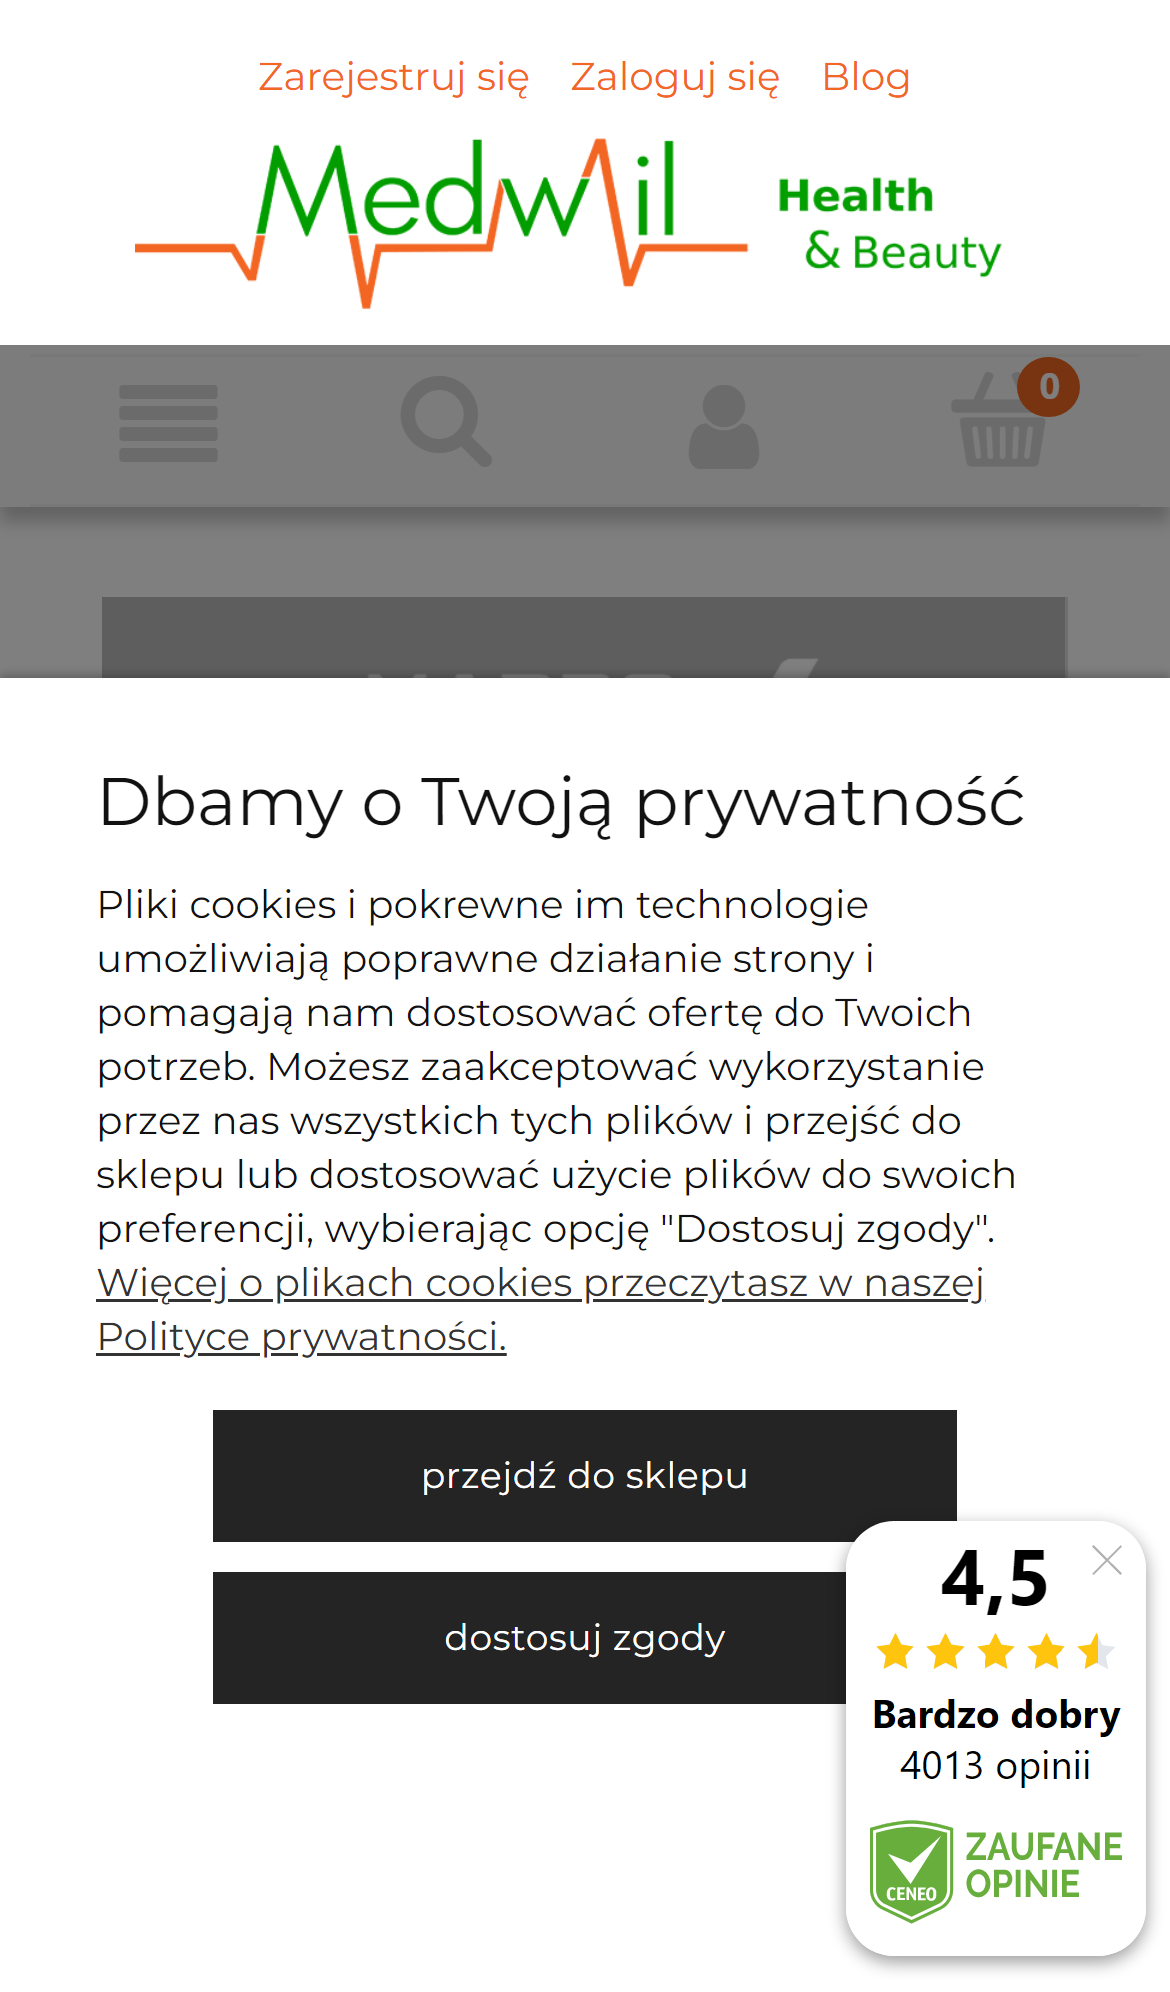 Zarejestruj się Zaloguj się Blog
Medwil Health
& Beauty
0
Dbamy o Twoją prywatność
Pliki cookies i pokrewne im technologie
umożliwiają poprawne działanie strony i
pomagają nam dostosować ofertę do Twoich
potrzeb. Możesz zaakceptować wykorzystanie
przez nas wszystkich tych plików i przejść do
sklepu lub dostosować użycie plików do swoich
preferencji, wybierając opcję "Dostosuj zgody".
Więcej o plikach cookies przeczytasz w naszej
Polityce prywatności.
przejdź do sklepu
dostosuj zgody
4,5
Bardzo dobry
4013 opinii
CENEO
ZAUFANE
OPINIE